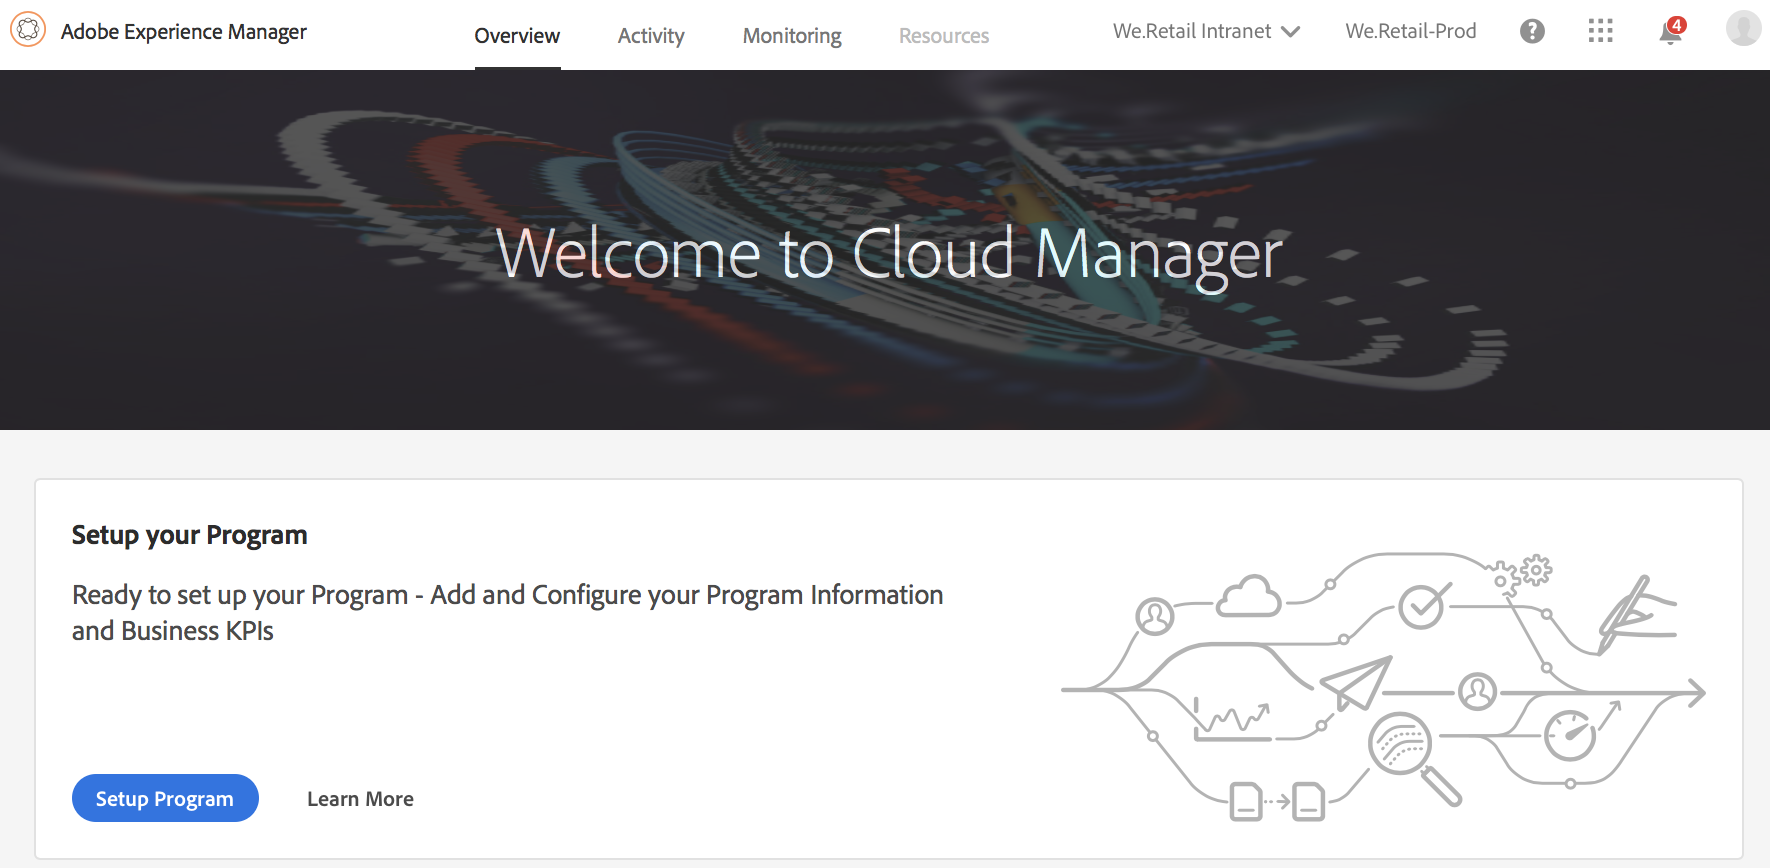 Adobe Experience Manager
Overview
Activity
Monitoring
Resources
We.Retail Intranet
We.Retail-Prod
?
4
Welcome to Cloud Manager
Setup your Program
Ready to set up your Program - Add and Configure your Program Information
and Business KPIs
Setup Program
Learn More